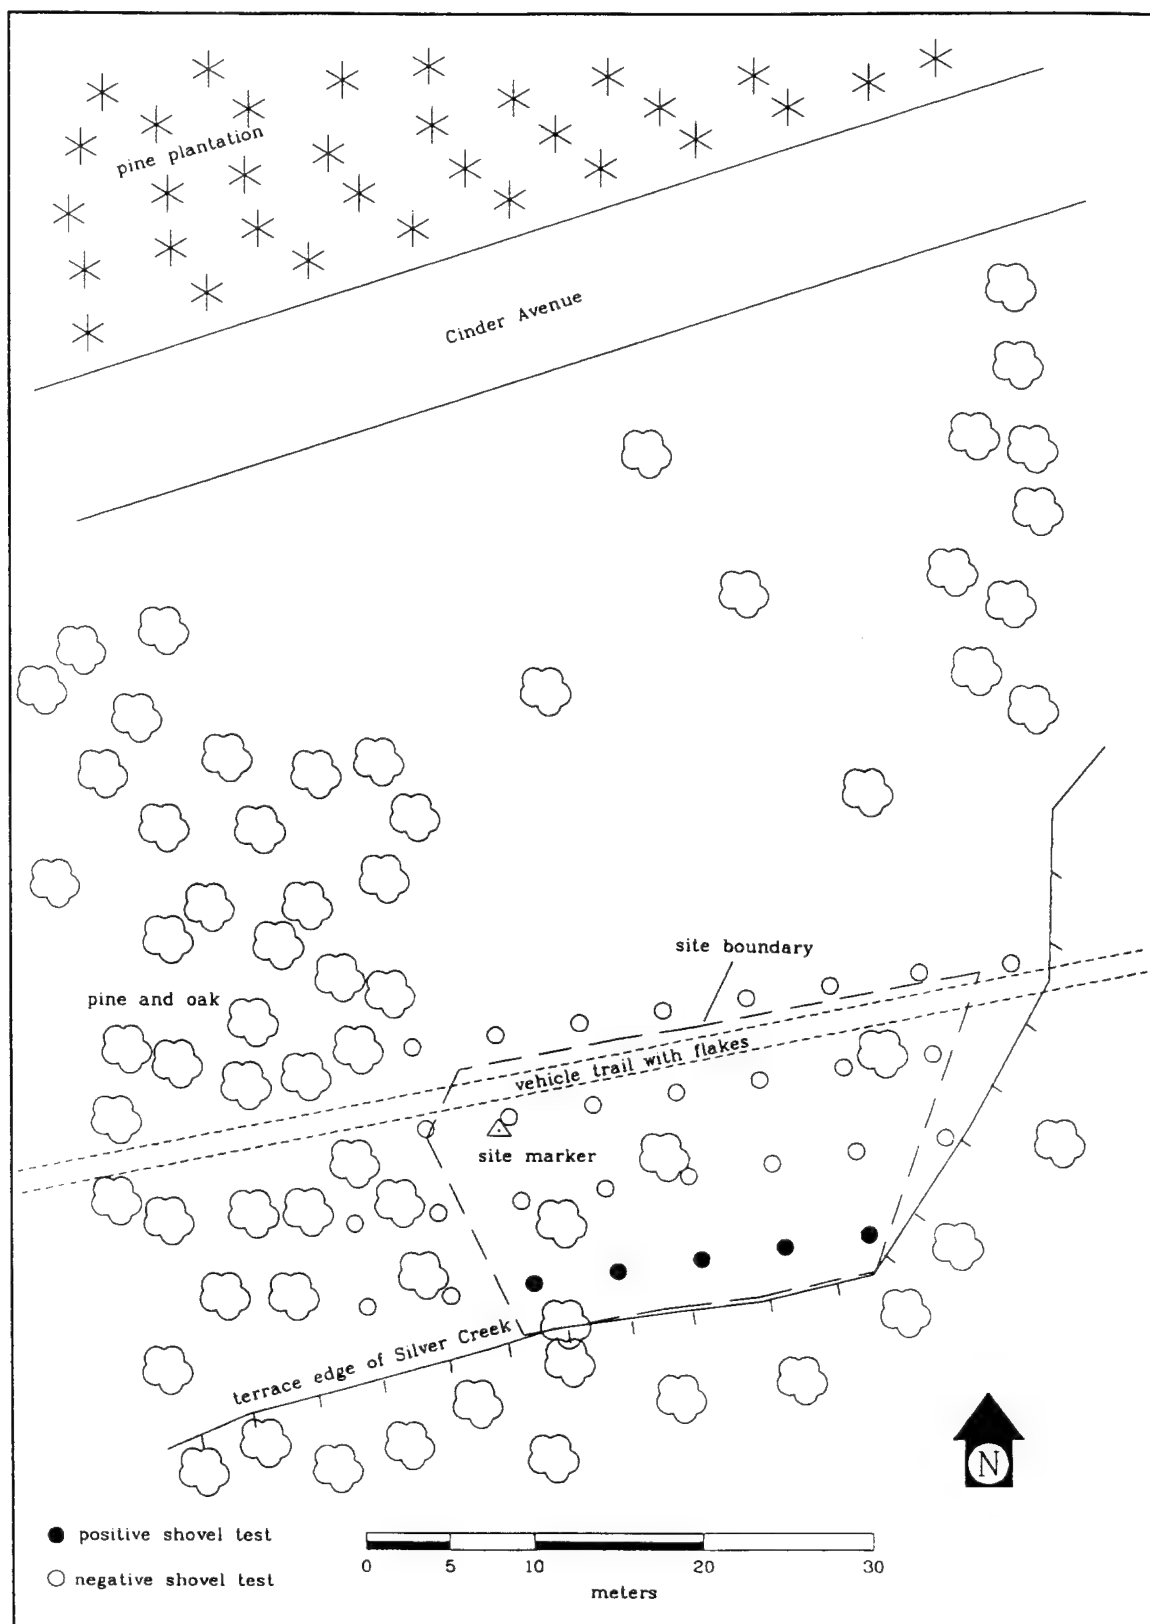 pine plantation
Cinder Avenue
site boundary
pine and oak
vehicle trail with flakes
site marker
terrace edge of Silver Creek
N
positive shovel test
negative shovel test
0 5 10 20 30
meters